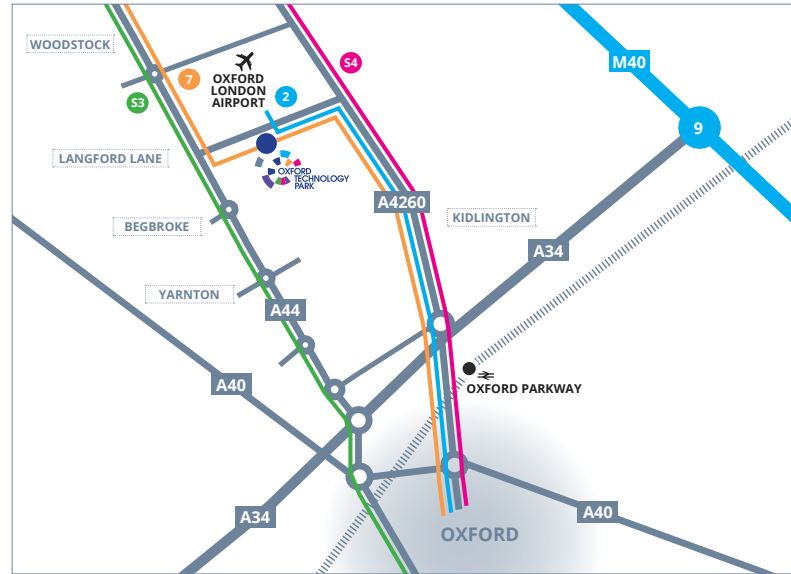 WOODSTOCK
S4
M40
7
OXFORD
LONDON
AIRPORT
2
S3
9
LANGFORD LANE
OXFORD
TECHNOLOGY
PARK
A4260
KIDLINGTON
BEGBROKE
A34
YARNTON
A44
A40
OXFORD PARKWAY
A34
A40
OXFORD